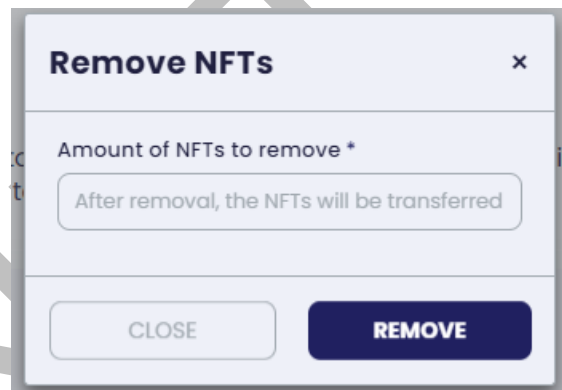 Remove NFTs ×
Amount of NFTs to remove *
After removal, the NFTs will be transferred
CLOSE REMOVE